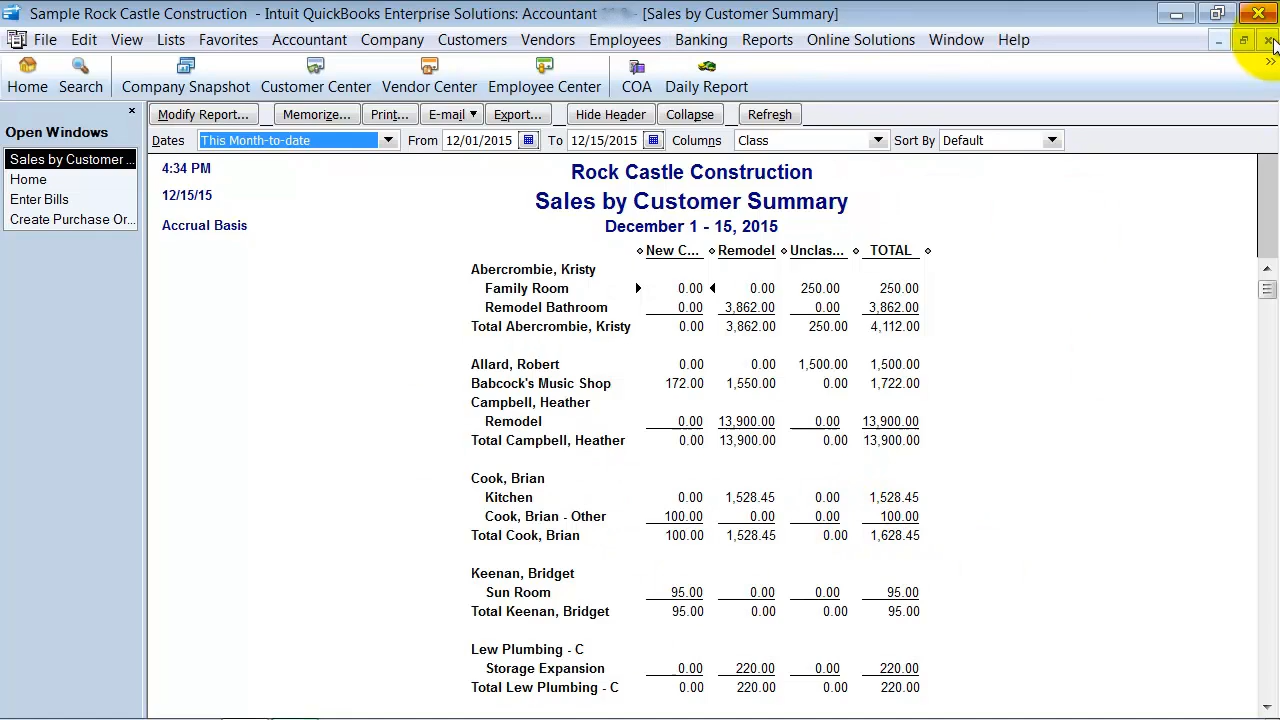 Sample Rock Castle Construction - Intuit QuickBooks Enterprise Solutions: Accountant - [Sales by Customer Summary]
File Edit View Lists Favorites Accountant Company Customers Vendors Employees Banking Reports Online Solutions Window Help
Home Search Company Snapshot Customer Center Vendor Center Employee Center COA Daily Report
Open Windows
Sales by Customer ...
Home
Enter Bills
Create Purchase Or...
Modify Report... Memorize... Print... E-mail Export... Hide Header Collapse Refresh
Dates This Month-to-date From 12/01/2015 To 12/15/2015 Columns Class Sort By Default
4:34 PM
12/15/15
Accrual Basis
Rock Castle Construction
Sales by Customer Summary
December 1 - 15, 2015
New C... Remodel Unclas... TOTAL
Abercrombie, Kristy
Family Room 0.00 0.00 250.00 250.00
Remodel Bathroom 0.00 3,862.00 0.00 3,862.00
Total Abercrombie, Kristy 0.00 3,862.00 250.00 4,112.00
Allard, Robert 0.00 0.00 1,500.00 1,500.00
Babcock's Music Shop 172.00 1,550.00 0.00 1,722.00
Campbell, Heather
Remodel 0.00 13,900.00 0.00 13,900.00
Total Campbell, Heather 0.00 13,900.00 0.00 13,900.00
Cook, Brian
Kitchen 0.00 1,528.45 0.00 1,528.45
Cook, Brian - Other 100.00 0.00 0.00 100.00
Total Cook, Brian 100.00 1,528.45 0.00 1,628.45
Keenan, Bridget
Sun Room 95.00 0.00 0.00 95.00
Total Keenan, Bridget 95.00 0.00 0.00 95.00
Lew Plumbing - C
Storage Expansion 0.00 220.00 0.00 220.00
Total Lew Plumbing - C 0.00 220.00 0.00 220.00